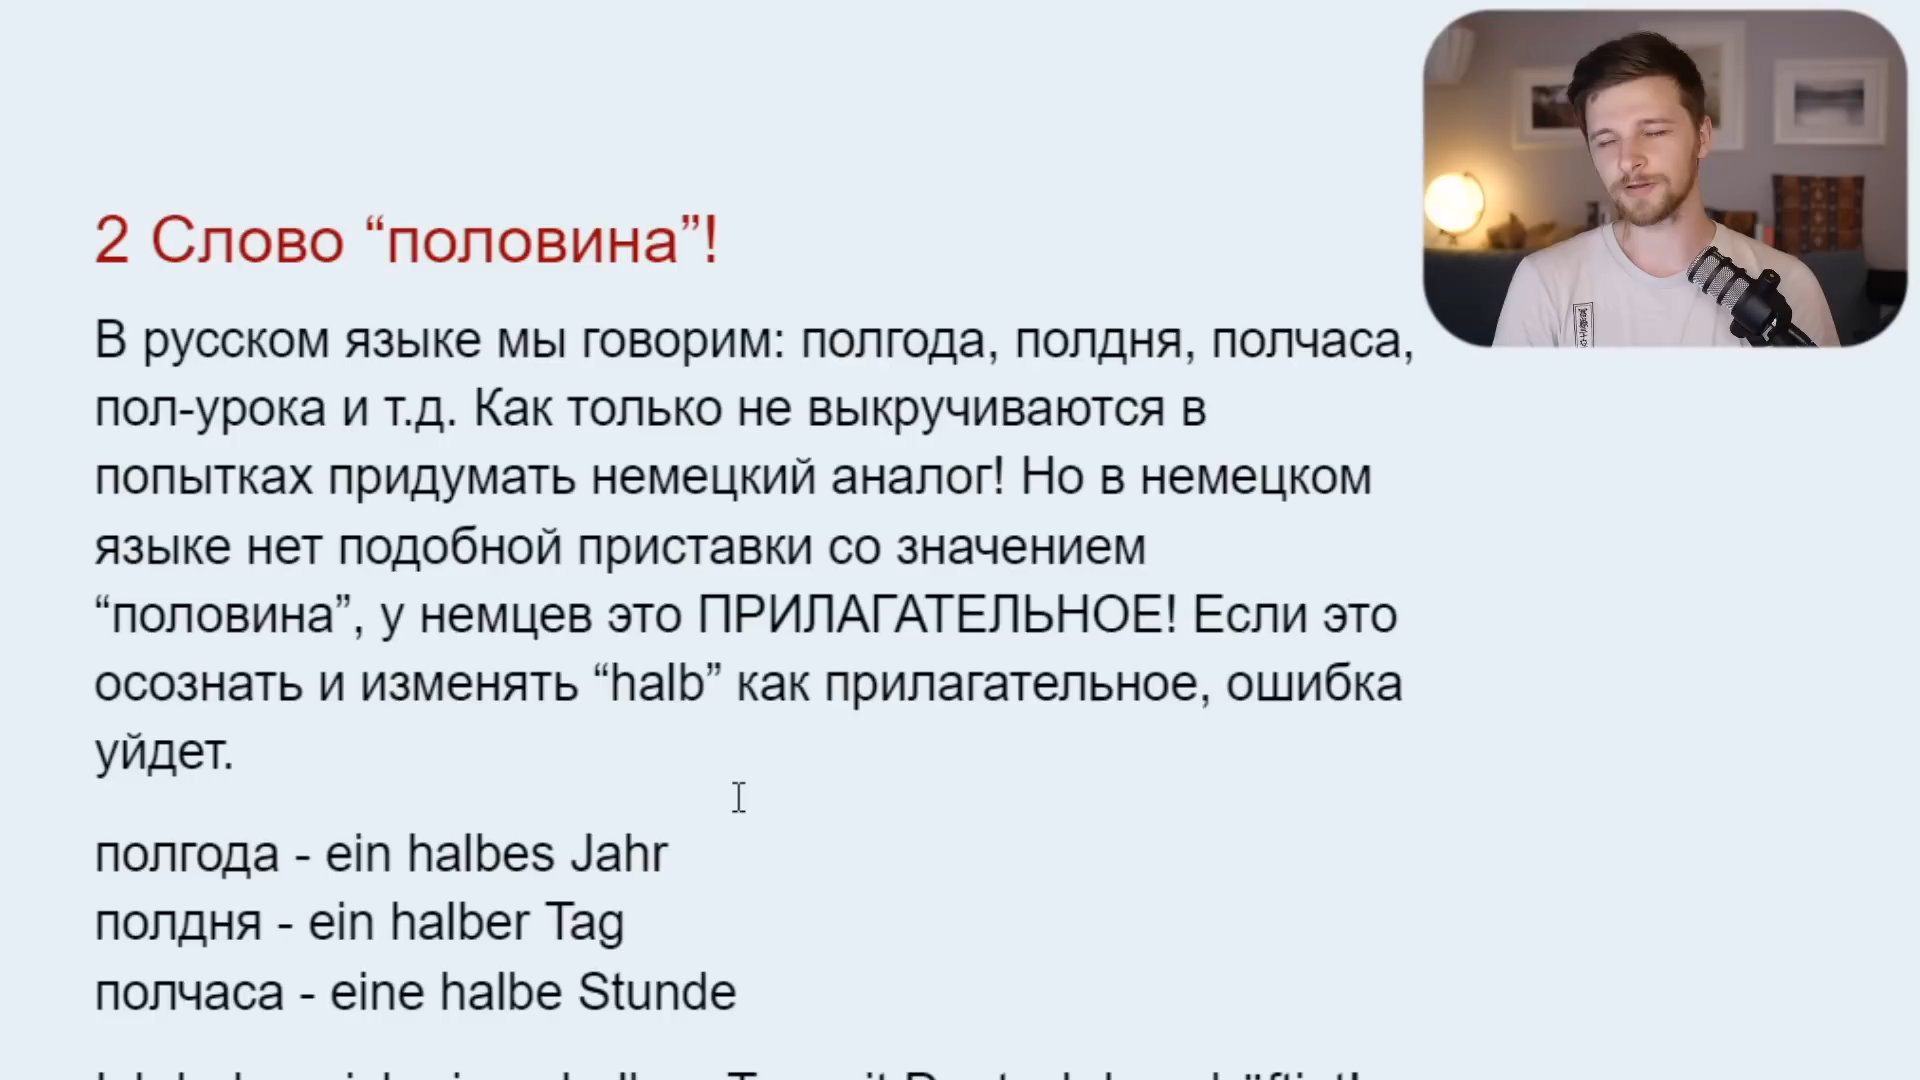 2 Слово “половина”!
В русском языке мы говорим: полгода, полдня, полчаса,
пол-урока и т.д. Как только не выкручиваются в
попытках придумать немецкий аналог! Но в немецком
языке нет подобной приставки со значением
“половина”, у немцев это ПРИЛАГАТЕЛЬНОЕ! Если это
осознать и изменять “halb” как прилагательное, ошибка
уйдет.
полгода - ein halbes Jahr
полдня - ein halber Tag
полчаса - eine halbe Stunde